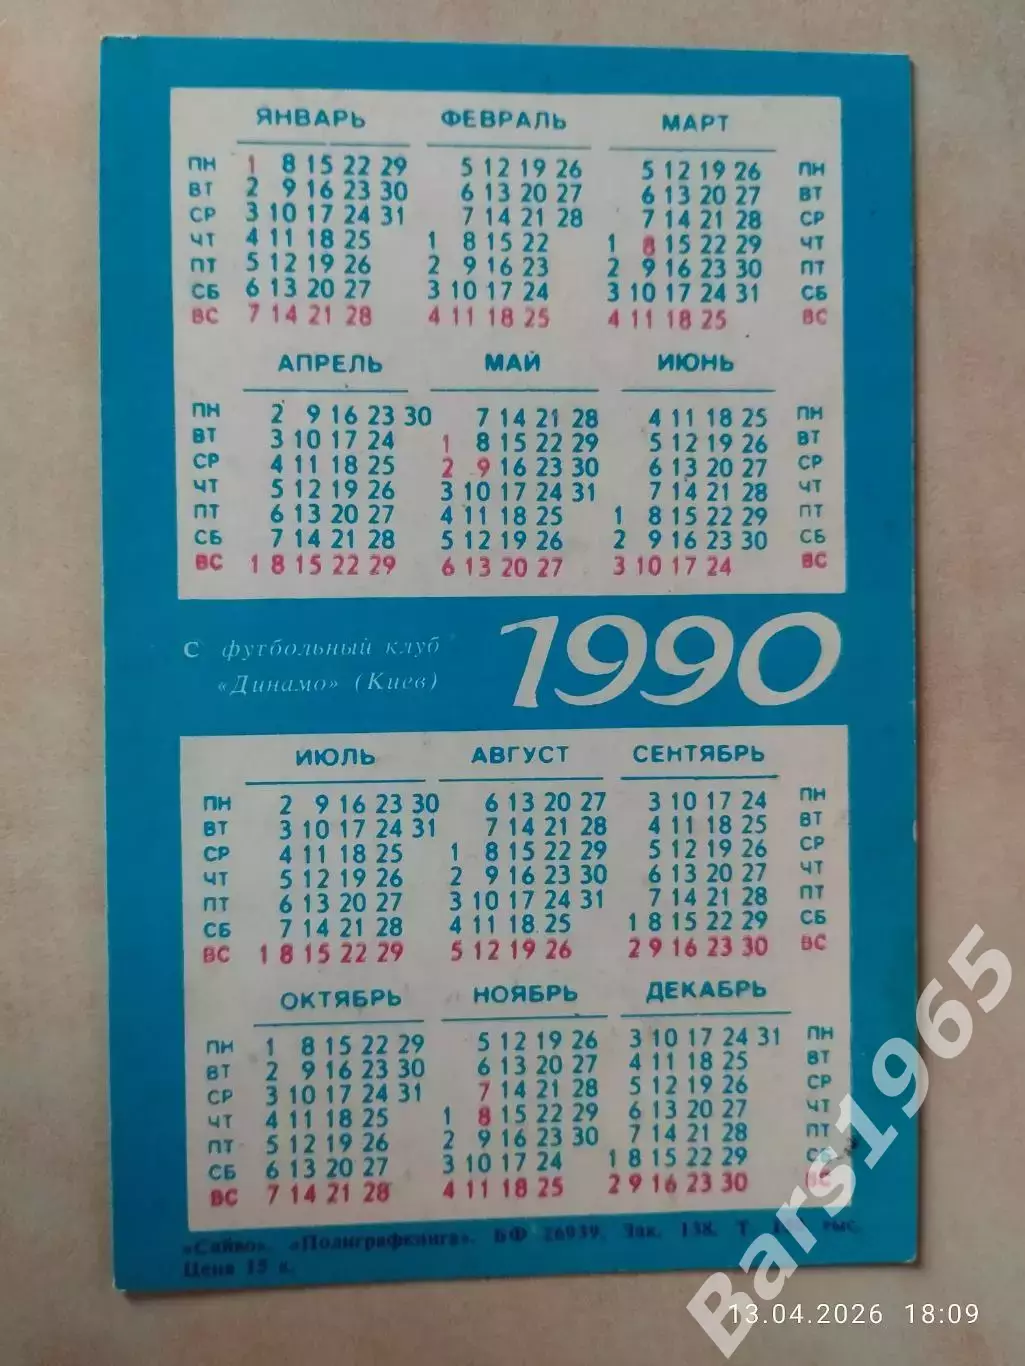 ЯНВАРЬ ФЕВРАЛЬ МАРТ
ПН 1 8 15 22 29 5 12 19 26 5 12 19 26 ПН
ВТ 2 9 16 23 30 6 13 20 27 6 13 20 27 ВТ
СР 3 10 17 24 31 7 14 21 28 7 14 21 28 СР
ЧТ 4 11 18 25 1 8 15 22 1 8 15 22 29 ЧТ
ПТ 5 12 19 26 2 9 16 23 2 9 16 23 30 ПТ
СБ 6 13 20 27 3 10 17 24 3 10 17 24 31 СБ
ВС 7 14 21 28 4 11 18 25 4 11 18 25 ВС
АПРЕЛЬ МАЙ ИЮНЬ
ПН 2 9 16 23 30 7 14 21 28 4 11 18 25 ПН
ВТ 3 10 17 24 1 8 15 22 29 5 12 19 26 ВТ
СР 4 11 18 25 2 9 16 23 30 6 13 20 27 СР
ЧТ 5 12 19 26 3 10 17 24 31 7 14 21 28 ЧТ
ПТ 6 13 20 27 4 11 18 25 1 8 15 22 29 ПТ
СБ 7 14 21 28 5 12 19 26 2 9 16 23 30 СБ
ВС 1 8 15 22 29 6 13 20 27 3 10 17 24 ВС
С футбольный клуб
«Динамо» (Киев)
1990
ИЮЛЬ АВГУСТ СЕНТЯБРЬ
ПН 2 9 16 23 30 6 13 20 27 3 10 17 24 ПН
ВТ 3 10 17 24 31 7 14 21 28 4 11 18 25 ВТ
СР 4 11 18 25 1 8 15 22 29 5 12 19 26 СР
ЧТ 5 12 19 26 2 9 16 23 30 6 13 20 27 ЧТ
ПТ 6 13 20 27 3 10 17 24 31 7 14 21 28 ПТ
СБ 7 14 21 28 4 11 18 25 1 8 15 22 29 СБ
ВС 1 8 15 22 29 5 12 19 26 2 9 16 23 30 ВС
ОКТЯБРЬ НОЯБРЬ ДЕКАБРЬ
ПН 1 8 15 22 29 5 12 19 26 3 10 17 24 31 ПН
ВТ 2 9 16 23 30 6 13 20 27 4 11 18 25 ВТ
СР 3 10 17 24 31 7 14 21 28 5 12 19 26 СР
ЧТ 4 11 18 25 1 8 15 22 29 6 13 20 27 ЧТ
ПТ 5 12 19 26 2 9 16 23 30 7 14 21 28 ПТ
СБ 6 13 20 27 3 10 17 24 1 8 15 22 29
ВС 7 14 21 28 4 11 18 25 2 9 16 23 30 ВС
«Сяйво». «Полиграфкнига». БФ 26939. Зак. 138. Т. тыс.
Цена 15 к.
Bars1965
13.04.2026 18:09